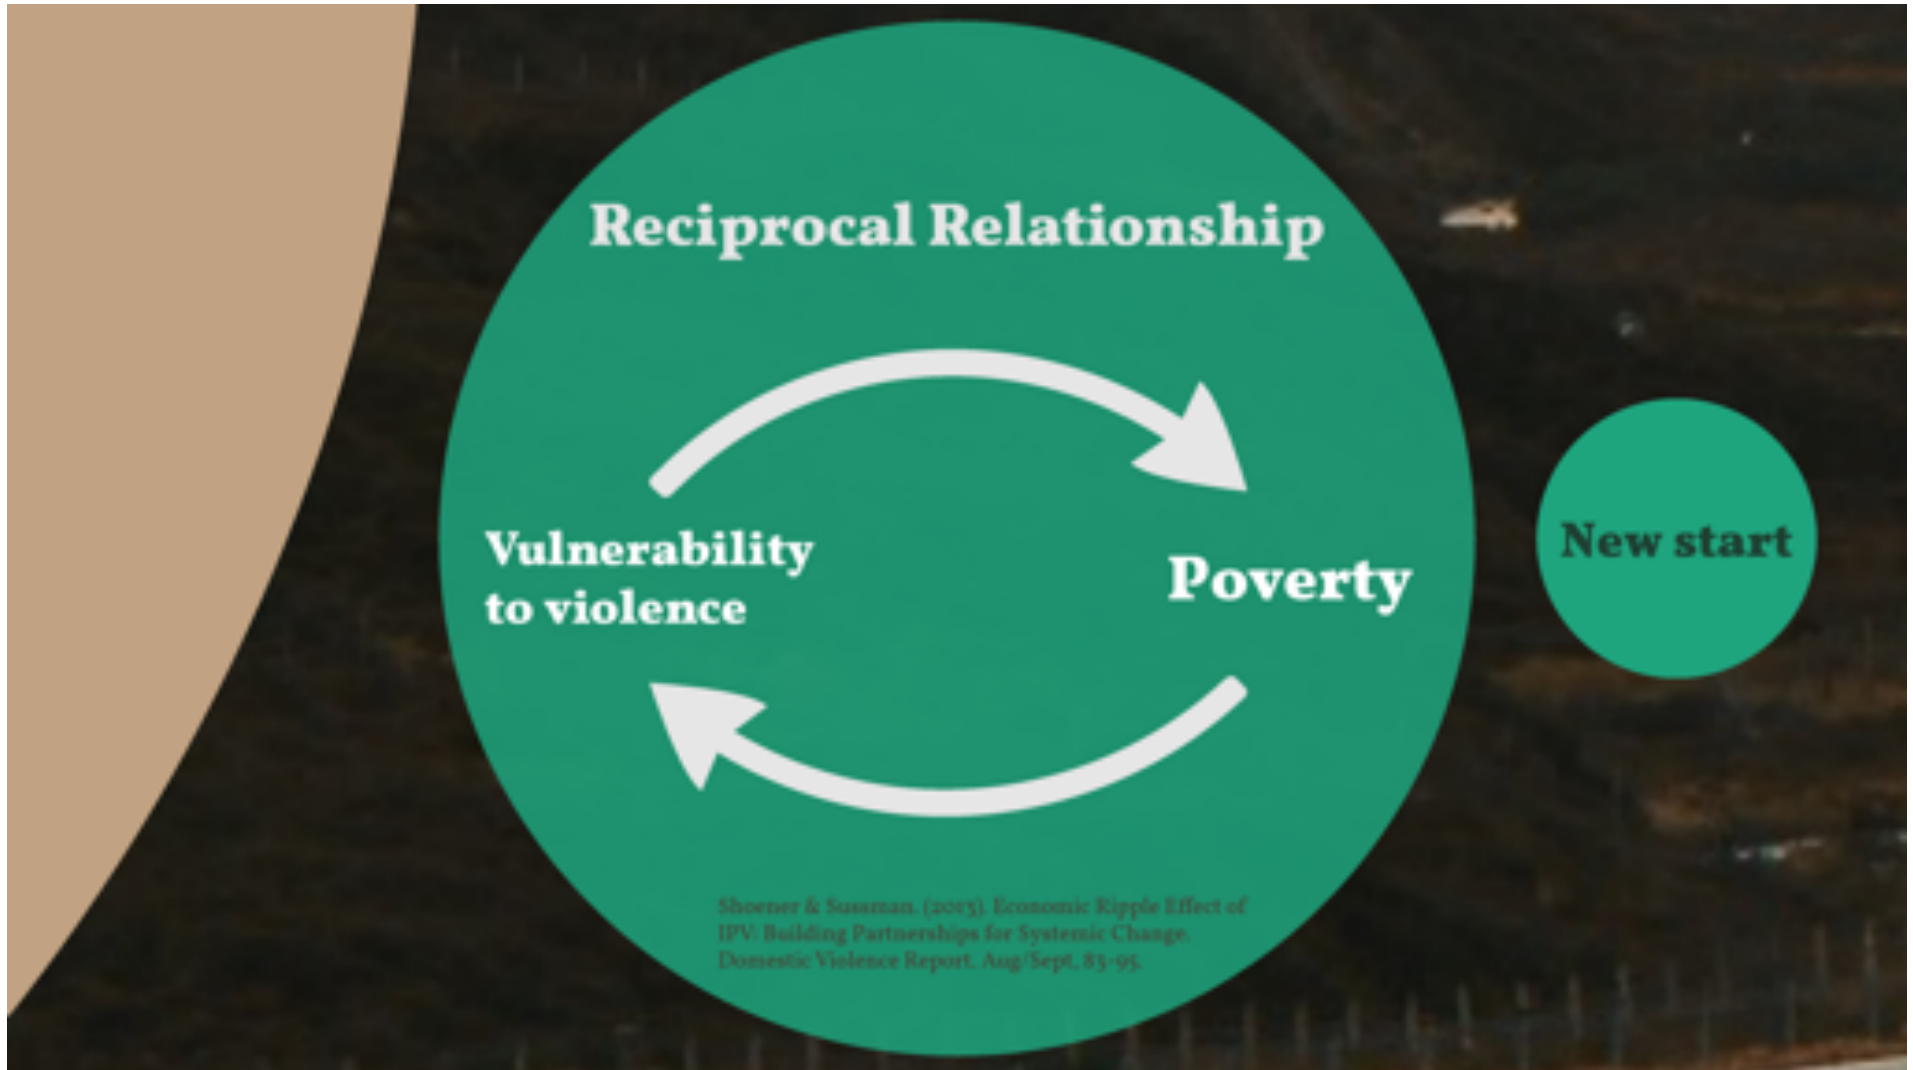 Reciprocal Relationship
Vulnerability
to violence
Poverty
New start
Shoener & Sussman. (2013). Economic Ripple Effect of
IPV: Building Partnerships for Systemic Change.
Domestic Violence Report. Aug/Sept, 83-95.